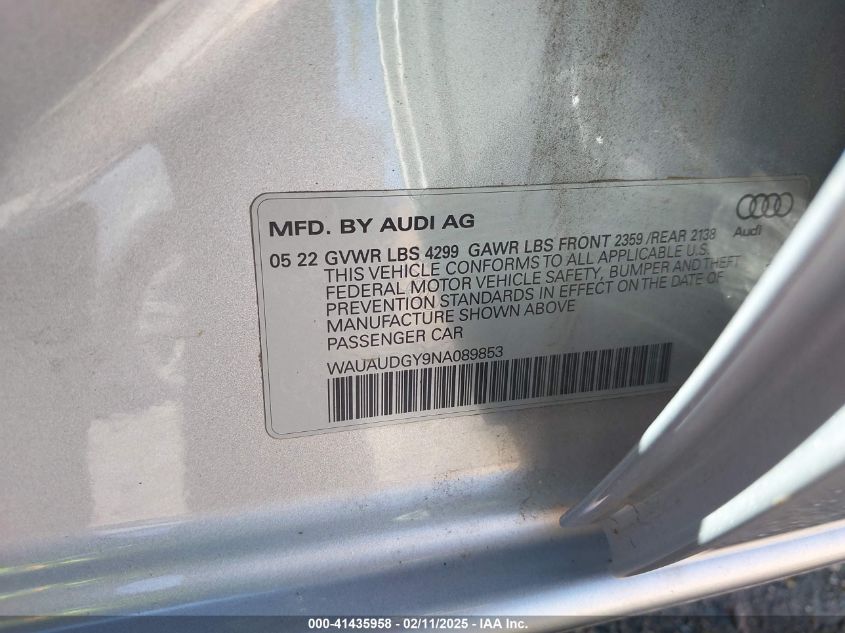 MFD. BY AUDI AG
Audi
05 22 GVWR LBS 4299 GAWR LBS FRONT 2359 /REAR 2138
THIS VEHICLE CONFORMS TO ALL APPLICABLE U.S.
FEDERAL MOTOR VEHICLE SAFETY, BUMPER AND THEFT
PREVENTION STANDARDS IN EFFECT ON THE DATE OF
MANUFACTURE SHOWN ABOVE
PASSENGER CAR
WAUAUDGY9NA089853
000-41435958 - 02/11/2025 - IAA Inc.